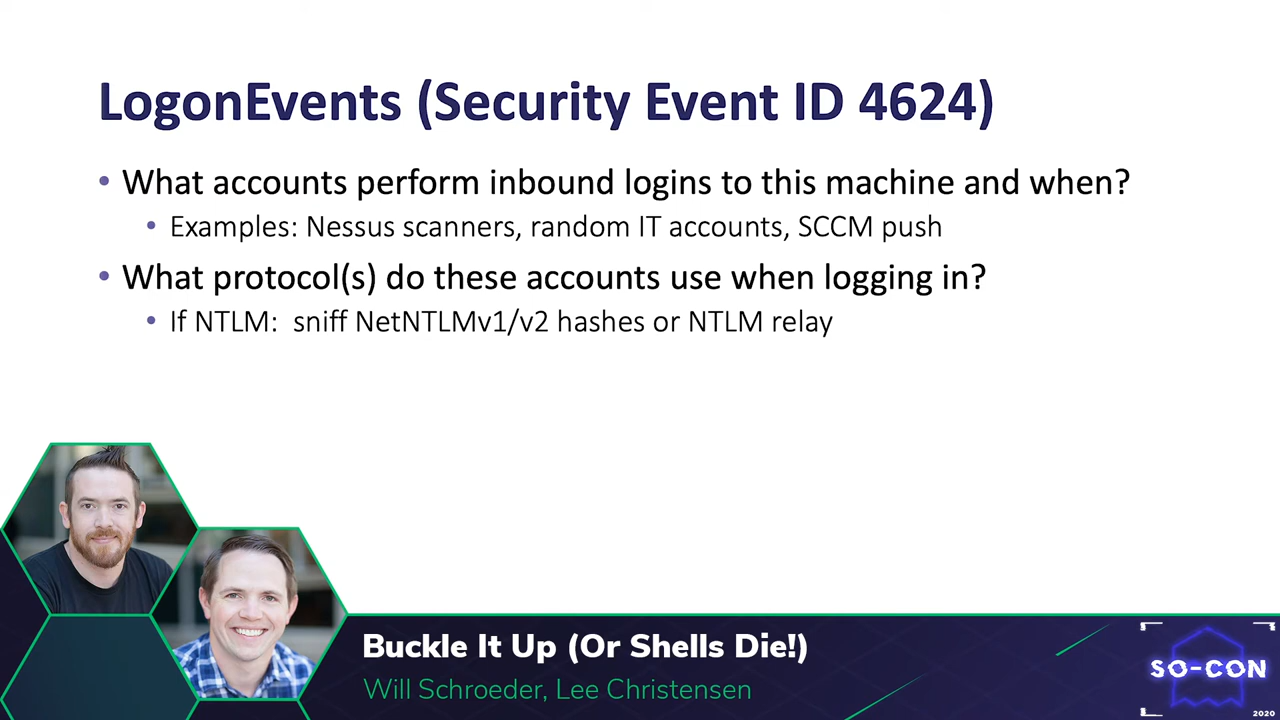 LogonEvents (Security Event ID 4624)
• What accounts perform inbound logins to this machine and when?
• Examples: Nessus scanners, random IT accounts, SCCM push
• What protocol(s) do these accounts use when logging in?
• If NTLM:  sniff NetNTLMv1/v2 hashes or NTLM relay
Buckle It Up (Or Shells Die!)
Will Schroeder, Lee Christensen
SO-CON
2020